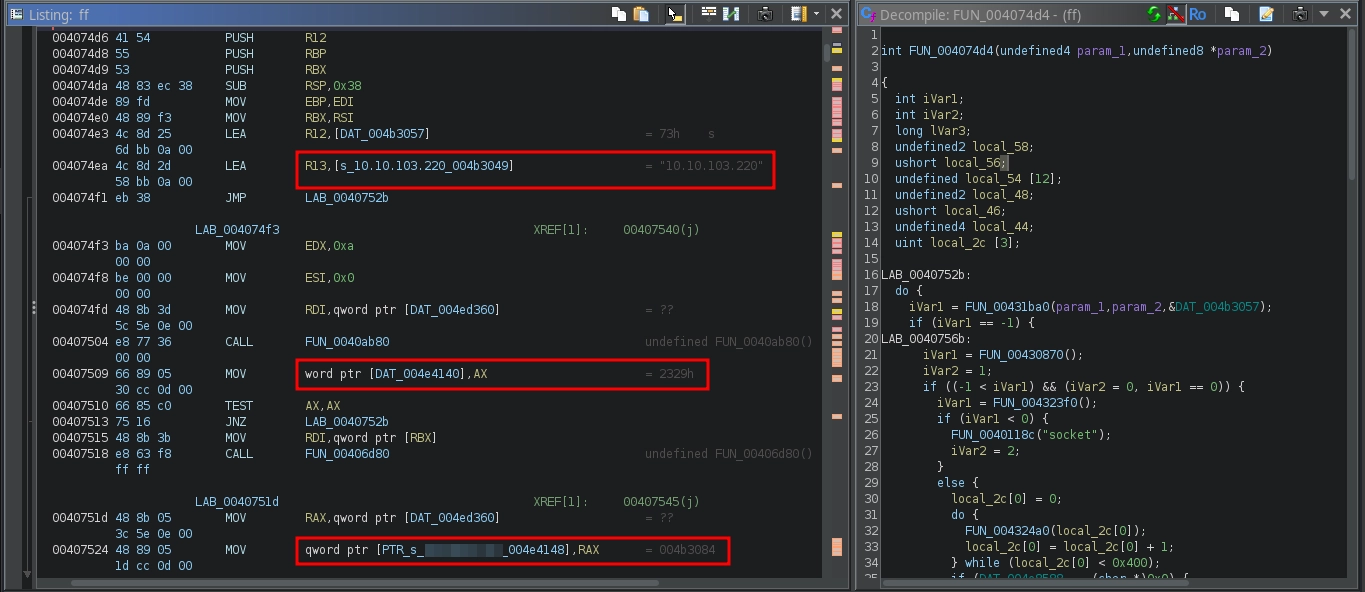 Listing: ff
004074d6 41 54 PUSH R12
004074d8 55 PUSH RBP
004074d9 53 PUSH RBX
004074da 48 83 ec 38 SUB RSP,0x38
004074de 89 fd MOV EBP,EDI
004074e0 48 89 f3 MOV RBX,RSI
004074e3 4c 8d 25 LEA R12,[DAT_004b3057] = 73h s
6d bb 0a 00
004074ea 4c 8d 2d LEA R13,[s_10.10.103.220_004b3049] = "10.10.103.220"
58 bb 0a 00
004074f1 eb 38 JMP LAB_0040752b
LAB_004074f3 XREF[1]: 00407540(j)
004074f3 ba 0a 00 MOV EDX,0xa
00 00
004074f8 be 00 00 MOV ESI,0x0
00 00
004074fd 48 8b 3d MOV RDI,qword ptr [DAT_004ed360] = ??
5c 5e 0e 00
00407504 e8 77 36 CALL FUN_0040ab80 undefined FUN_0040ab80()
00 00
00407509 66 89 05 MOV word ptr [DAT_004e4140],AX = 2329h
30 cc 0d 00
00407510 66 85 c0 TEST AX,AX
00407513 75 16 JNZ LAB_0040752b
00407515 48 8b 3b MOV RDI,qword ptr [RBX]
00407518 e8 63 f8 CALL FUN_00406d80 undefined FUN_00406d80()
ff ff
LAB_0040751d XREF[1]: 00407545(j)
0040751d 48 8b 05 MOV RAX,qword ptr [DAT_004ed360] = ??
3c 5e 0e 00
00407524 48 89 05 MOV qword ptr [PTR_s_ _004e4148],RAX = 004b3084
1d cc 0d 00
Decompile: FUN_004074d4 - (ff)
Ro
1
2 int FUN_004074d4(undefined4 param_1,undefined8 *param_2)
3
4 {
5 int iVar1;
6 int iVar2;
7 long lVar3;
8 undefined2 local_58;
9 ushort local_56;
10 undefined local_54 [12];
11 undefined2 local_48;
12 ushort local_46;
13 undefined4 local_44;
14 uint local_2c [3];
15
16 LAB_0040752b:
17 do {
18 iVar1 = FUN_00431ba0(param_1,param_2,&DAT_004b3057);
19 if (iVar1 == -1) {
20 LAB_0040756b:
21 iVar1 = FUN_00430870();
22 iVar2 = 1;
23 if ((-1 < iVar1) && (iVar2 = 0, iVar1 == 0)) {
24 iVar1 = FUN_004323f0();
25 if (iVar1 < 0) {
26 FUN_0040118c("socket");
27 iVar2 = 2;
28 }
29 else {
30 local_2c[0] = 0;
31 do {
32 FUN_004324a0(local_2c[0]);
33 local_2c[0] = local_2c[0] + 1;
34 } while (local_2c[0] < 0x400);